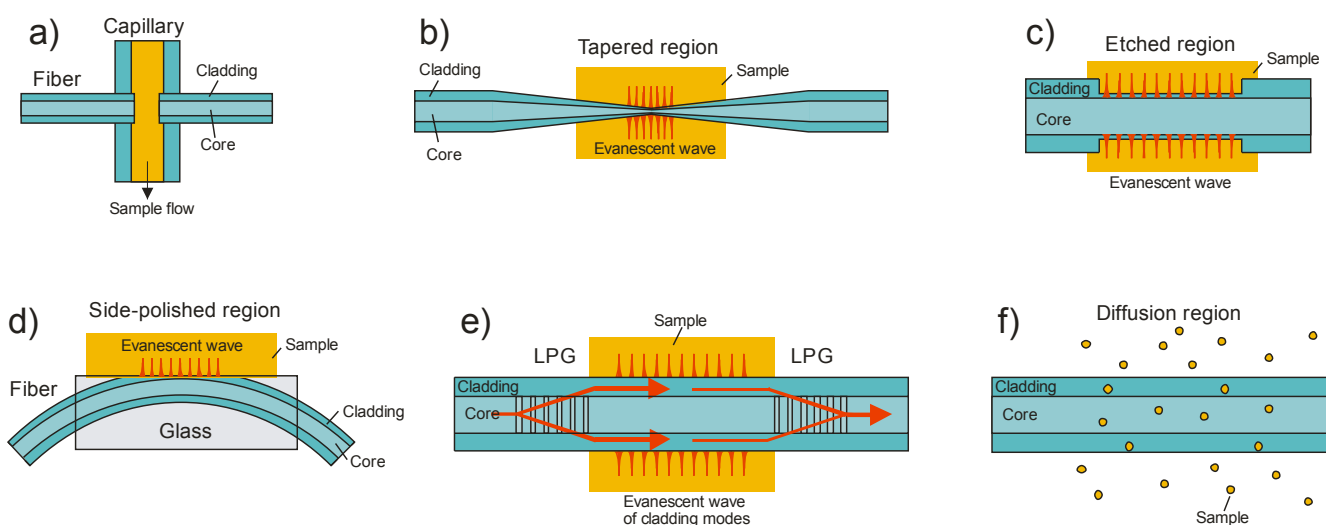 a)
Capillary
Fiber
Cladding
Core
Sample flow
b)
Tapered region
Cladding
Sample
Core
Evanescent wave
c)
Etched region
Sample
Cladding
Core
Evanescent wave
d)
Side-polished region
Evanescent wave
Sample
Fiber
Cladding
Glass
Core
e)
Sample
LPG
LPG
Cladding
Core
Evanescent wave
of cladding modes
f)
Diffusion region
Cladding
Core
Sample